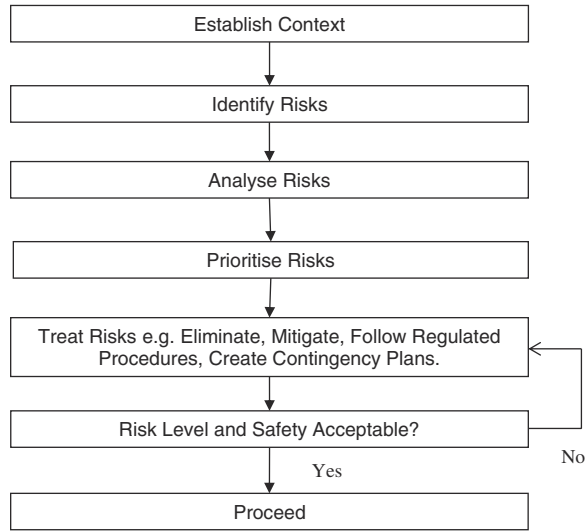 Establish Context
Identify Risks
Analyse Risks
Prioritise Risks
Treat Risks e.g. Eliminate, Mitigate, Follow Regulated
Procedures, Create Contingency Plans.
Risk Level and Safety Acceptable?
No
Yes
Proceed